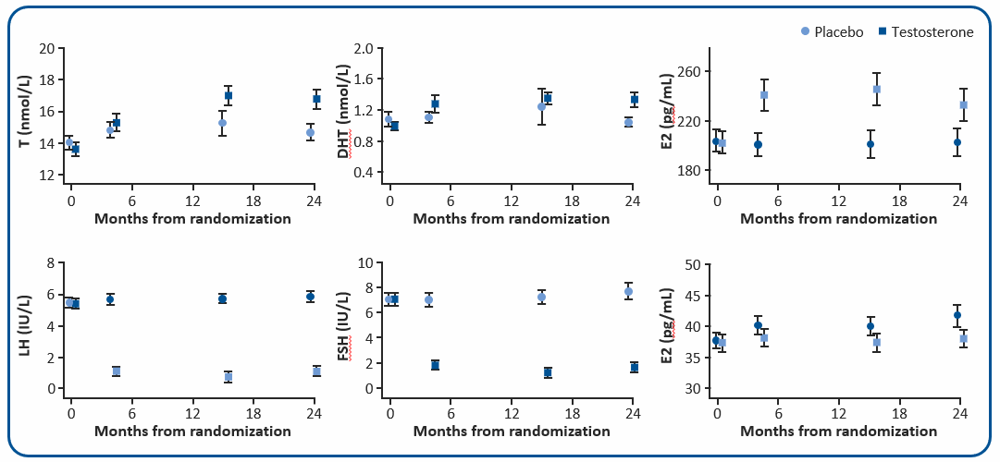 Placebo Testosterone
T (nmol/L)
20
18
16
14
12
0 6 12 18 24
Months from randomization
DHT (nmol/L)
2.0
1.6
1.2
0.8
0.4
0 6 12 18 24
Months from randomization
E2 (pg/mL)
260
220
180
0 6 12 18 24
Months from randomization
LH (IU/L)
8
6
4
2
0
0 6 12 18 24
Months from randomization
FSH (IU/L)
10
8
6
4
2
0
0 6 12 18 24
Months from randomization
E2 (pg/mL)
50
45
40
35
30
0 6 12 18 24
Months from randomization